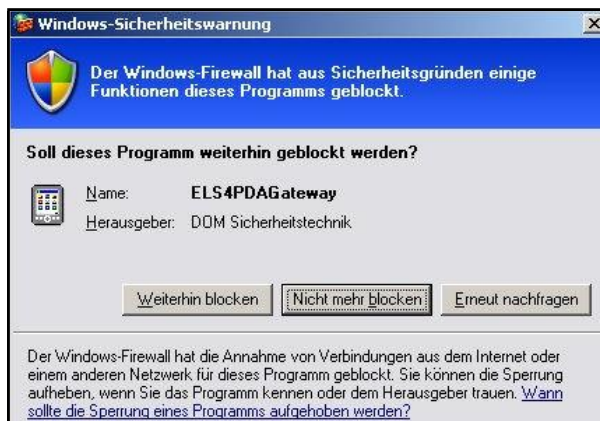 Windows-Sicherheitswarnung
Der Windows-Firewall hat aus Sicherheitsgründen einige
Funktionen dieses Programms geblockt.
Soll dieses Programm weiterhin geblockt werden?
Name: ELS4PDAGateway
Herausgeber: DOM Sicherheitstechnik
Weiterhin blocken Nicht mehr blocken Erneut nachfragen
Der Windows-Firewall hat die Annahme von Verbindungen aus dem Internet oder
einem anderen Netzwerk für dieses Programm geblockt. Sie können die Sperrung
aufheben, wenn Sie das Programm kennen oder dem Herausgeber trauen. Wann
sollte die Sperrung eines Programms aufgehoben werden?